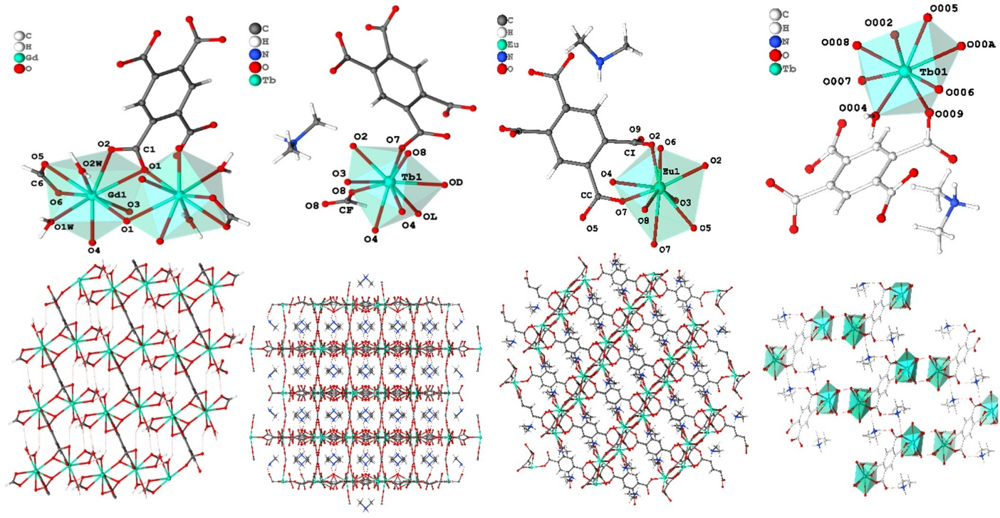 C
H
Gd
O
O2
C1
O5
O2W
O1
C6
O6
Gd1
O3
O1W
O1
O4
C
H
N
O
Tb
O2
O7
O8
O3
Tb1
OD
O8
O8
CF
O4
OL
O4
C
H
Eu
N
O
O9
O2
O6
CI
O2
O4
Eu1
CC
O7
O3
O8
O5
O5
O7
C
H
N
O
Tb
O005
O002
O008
O00A
Tb01
O007
O006
O004
O009